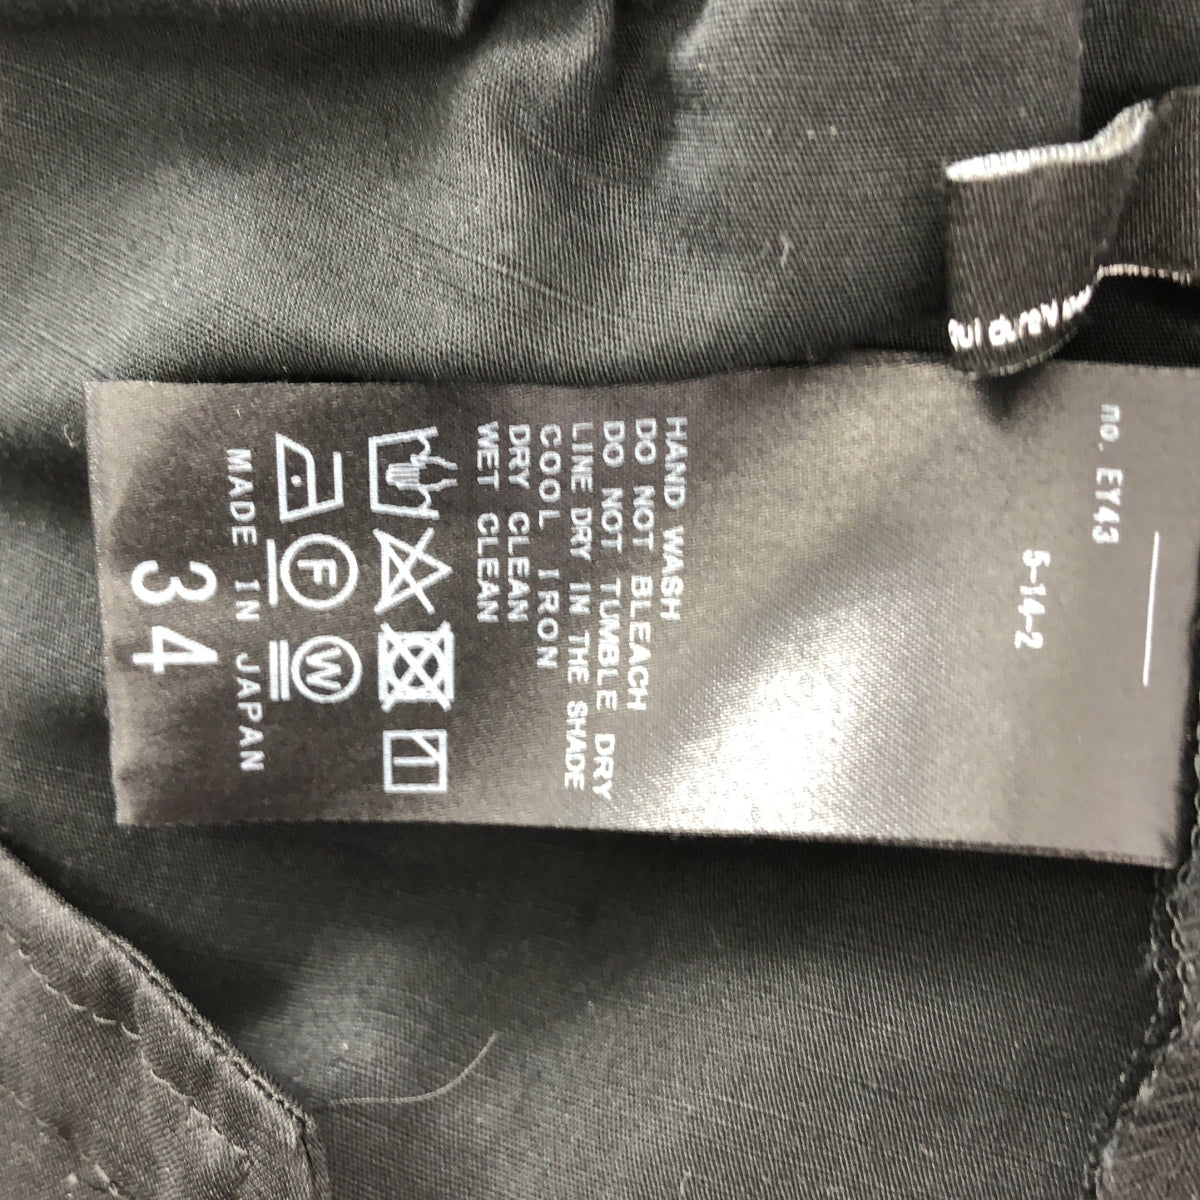 no. EY43
5-14-2
HAND WASH
DO NOT BLEACH
DO NOT TUMBLE DRY
LINE DRY IN THE SHADE
COOL IRON
DRY CLEAN
WET CLEAN
F W
MADE IN JAPAN
34